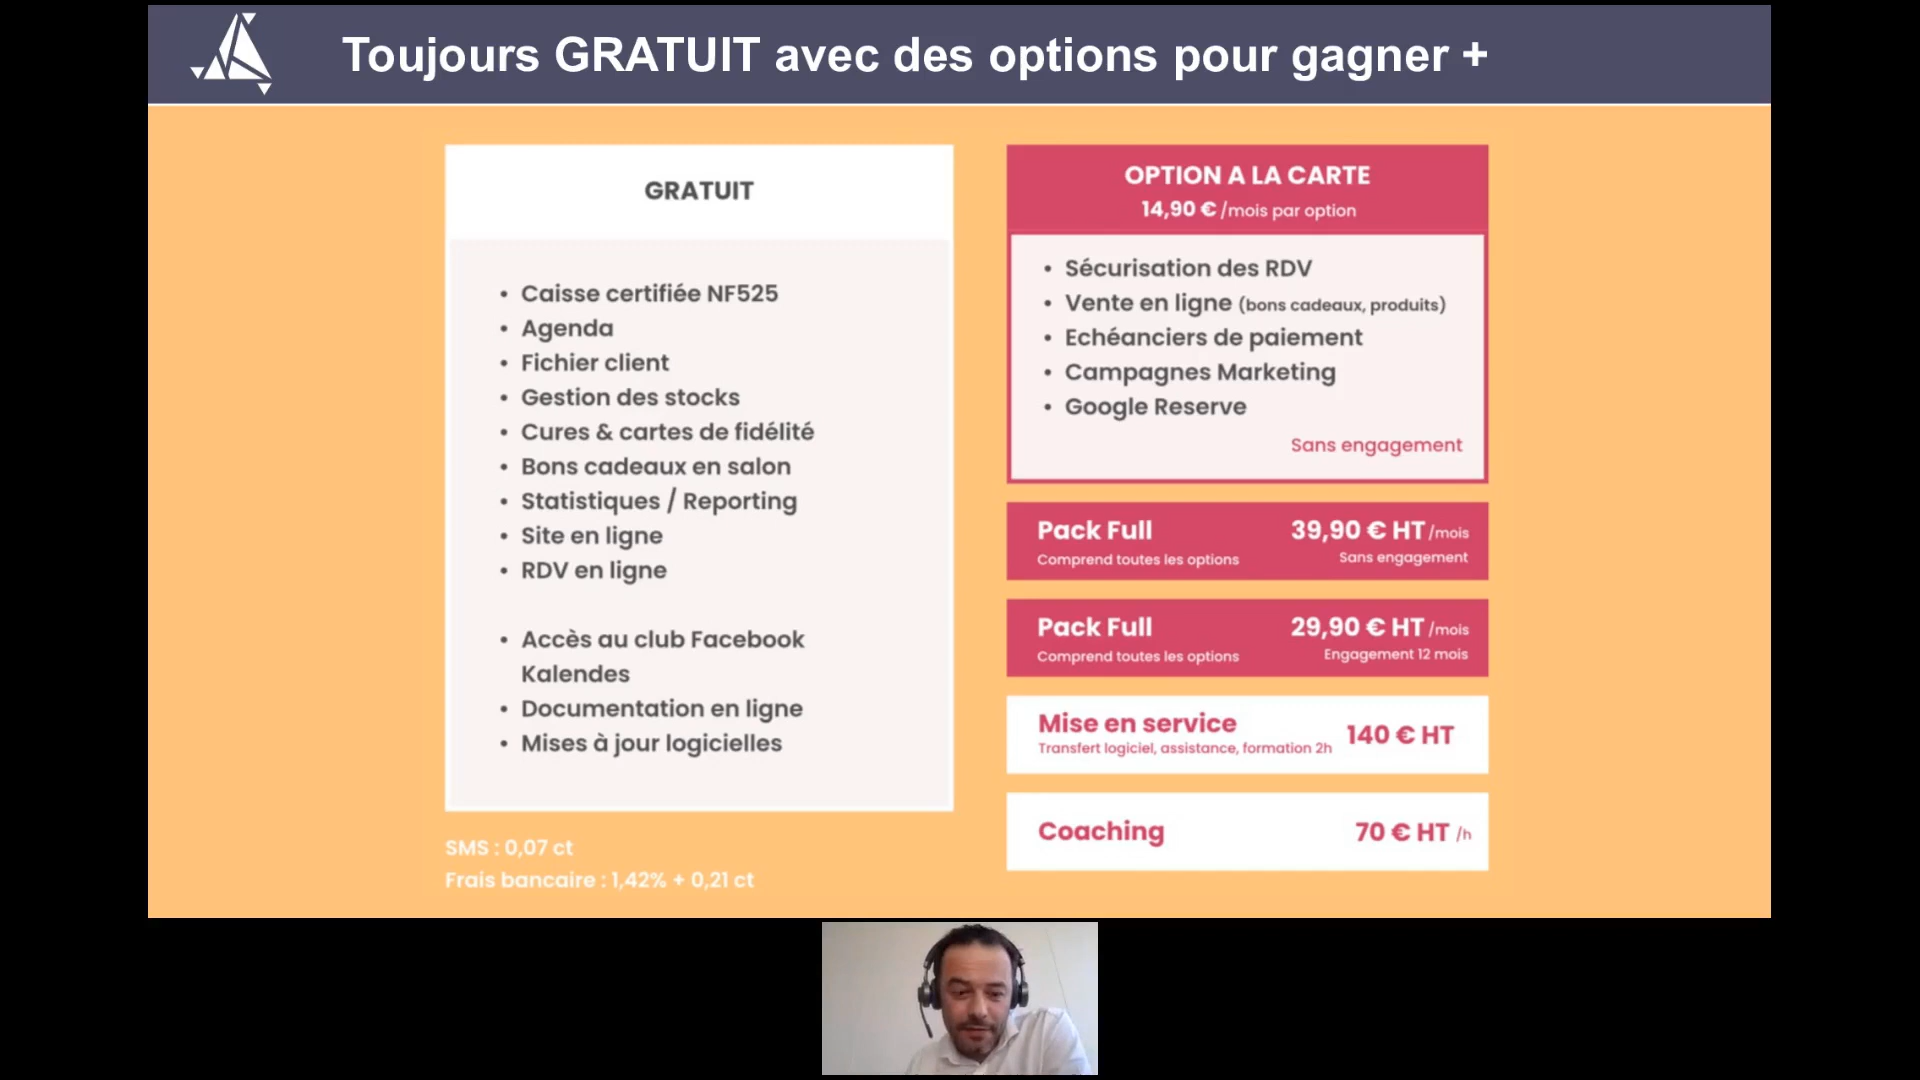 Toujours GRATUIT avec des options pour gagner +
GRATUIT
• Caisse certifiée NF525
• Agenda
• Fichier client
• Gestion des stocks
• Cures & cartes de fidélité
• Bons cadeaux en salon
• Statistiques / Reporting
• Site en ligne
• RDV en ligne
• Accès au club Facebook
Kalendes
• Documentation en ligne
• Mises à jour logicielles
SMS : 0,07 ct
Frais bancaire : 1,42% + 0,21 ct
OPTION A LA CARTE
14,90 € /mois par option
• Sécurisation des RDV
• Vente en ligne (bons cadeaux, produits)
• Echéanciers de paiement
• Campagnes Marketing
• Google Reserve
Sans engagement
Pack Full 39,90 € HT /mois
Comprend toutes les options Sans engagement
Pack Full 29,90 € HT /mois
Comprend toutes les options Engagement 12 mois
Mise en service 140 € HT
Transfert logiciel, assistance, formation 2h
Coaching 70 € HT /h